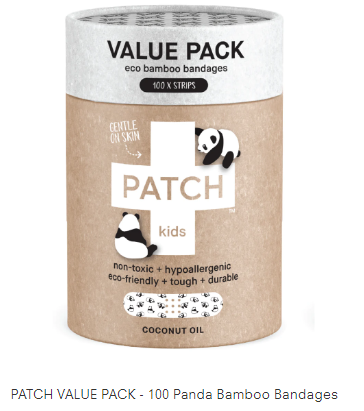 VALUE PACK
eco bamboo bandages
100 X STRIPS
GENTLE
ON SKIN
PATCH
TM
kids
non-toxic + hypoallergenic
eco-friendly + tough + durable
COCONUT OIL
PATCH VALUE PACK - 100 Panda Bamboo Bandages